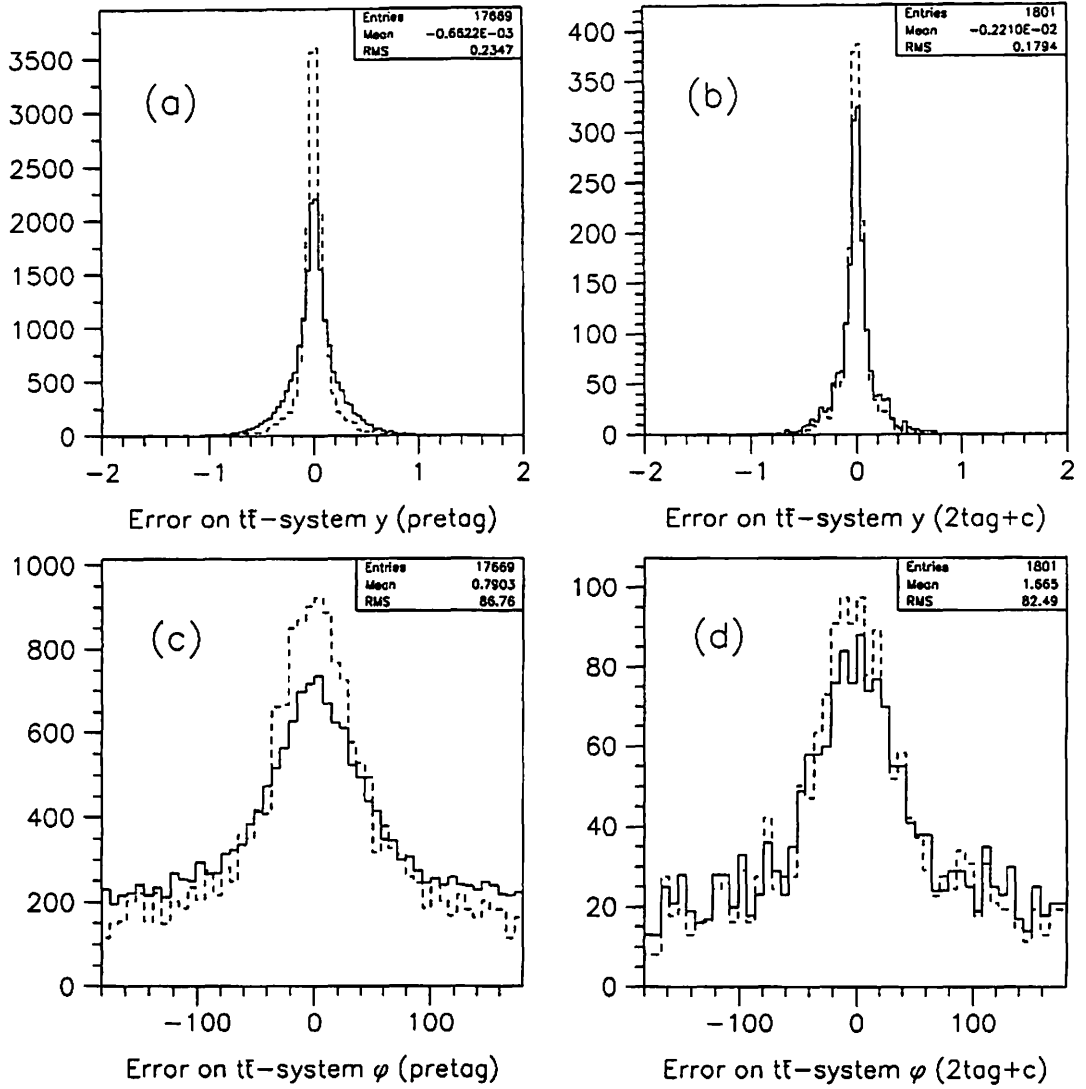 Entries 17669
Mean -0.6622E-03
RMS 0.2347
(a)
3500
3000
2500
2000
1500
1000
500
0
-2 -1 0 1 2
Error on tt̄-system y (pretag)
Entries 1801
Mean -0.2210E-02
RMS 0.1794
(b)
400
350
300
250
200
150
100
50
0
-2 -1 0 1 2
Error on tt̄-system y (2tag+c)
Entries 17669
Mean 0.7903
RMS 86.76
(c)
1000
800
600
400
200
0
-100 0 100
Error on tt̄-system φ (pretag)
Entries 1801
Mean 1.665
RMS 82.49
(d)
100
80
60
40
20
0
-100 0 100
Error on tt̄-system φ (2tag+c)